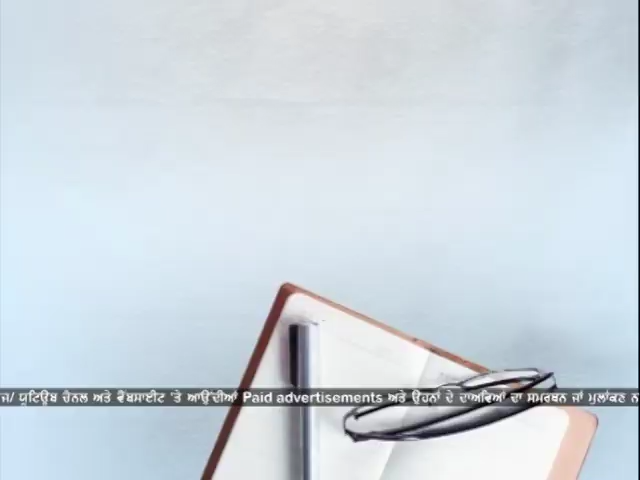 ਜ/ ਯੂਟਿਊਬ ਚੈਨਲ ਅਤੇ ਵੈੱਬਸਾਈਟ 'ਤੇ ਆਉਂਦੀਆਂ Paid advertisements ਅਤੇ ਉਹਨਾਂ ਦੇ ਦਾਅਵਿਆਂ ਦਾ ਸਮਰਥਨ ਜਾਂ ਮੁਲਾਂਕਣ ਨ